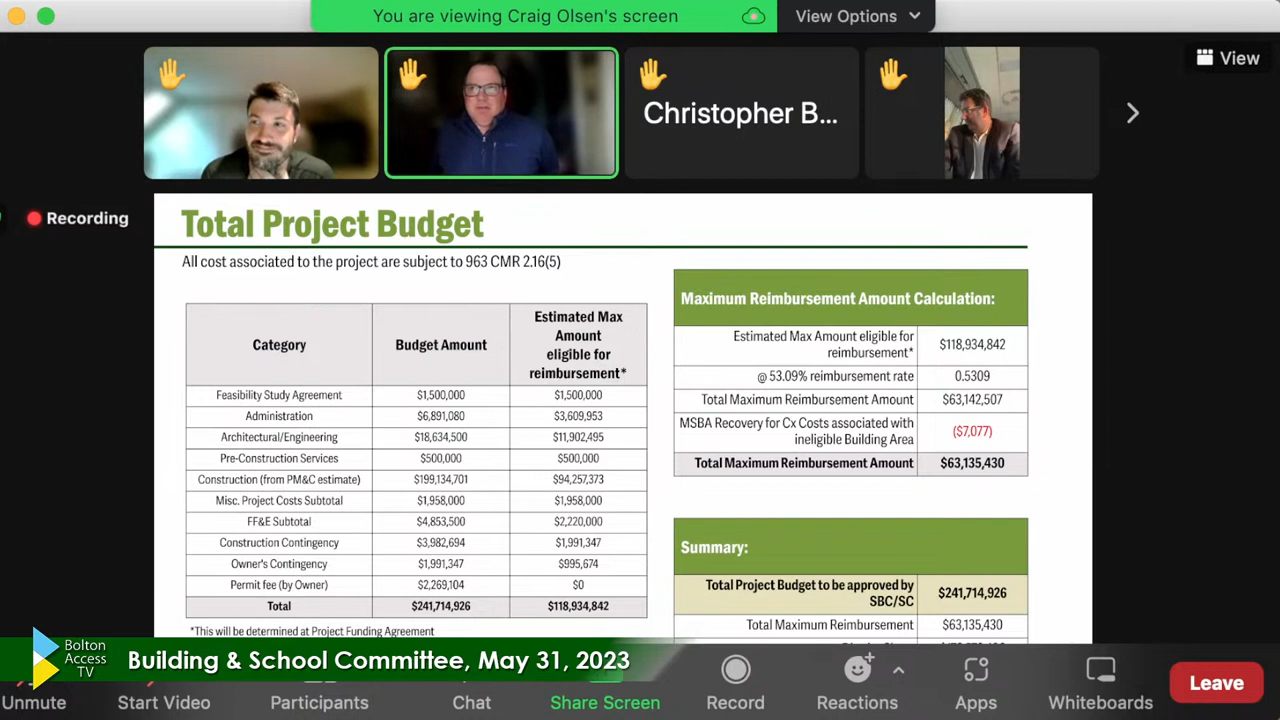 You are viewing Craig Olsen's screen
View Options
View
Christopher B...
Recording
Total Project Budget
All cost associated to the project are subject to 963 CMR 2.16(5)
Category
Budget Amount
Estimated Max
Amount
eligible for
reimbursement*
Feasibility Study Agreement $1,500,000 $1,500,000
Administration $6,891,080 $3,609,953
Architectural/Engineering $18,634,500 $11,902,495
Pre-Construction Services $500,000 $500,000
Construction (from PM&C estimate) $199,134,701 $94,257,373
Misc. Project Costs Subtotal $1,958,000 $1,958,000
FF&E Subtotal $4,853,500 $2,220,000
Construction Contingency $3,982,694 $1,991,347
Owner's Contingency $1,991,347 $995,674
Permit fee (by Owner) $2,269,104 $0
Total $241,714,926 $118,934,842
*This will be determined at Project Funding Agreement
Maximum Reimbursement Amount Calculation:
Estimated Max Amount eligible for
reimbursement*
$118,934,842
@ 53.09% reimbursement rate 0.5309
Total Maximum Reimbursement Amount $63,142,507
MSBA Recovery for Cx Costs associated with
ineligible Building Area
($7,077)
Total Maximum Reimbursement Amount $63,135,430
Summary:
Total Project Budget to be approved by
SBC/SC
$241,714,926
Total Maximum Reimbursement $63,135,430
Bolton
Access
TV
Building & School Committee, May 31, 2023
Unmute
Start Video
Participants
Chat
Share Screen
Record
Reactions
Apps
Whiteboards
Leave